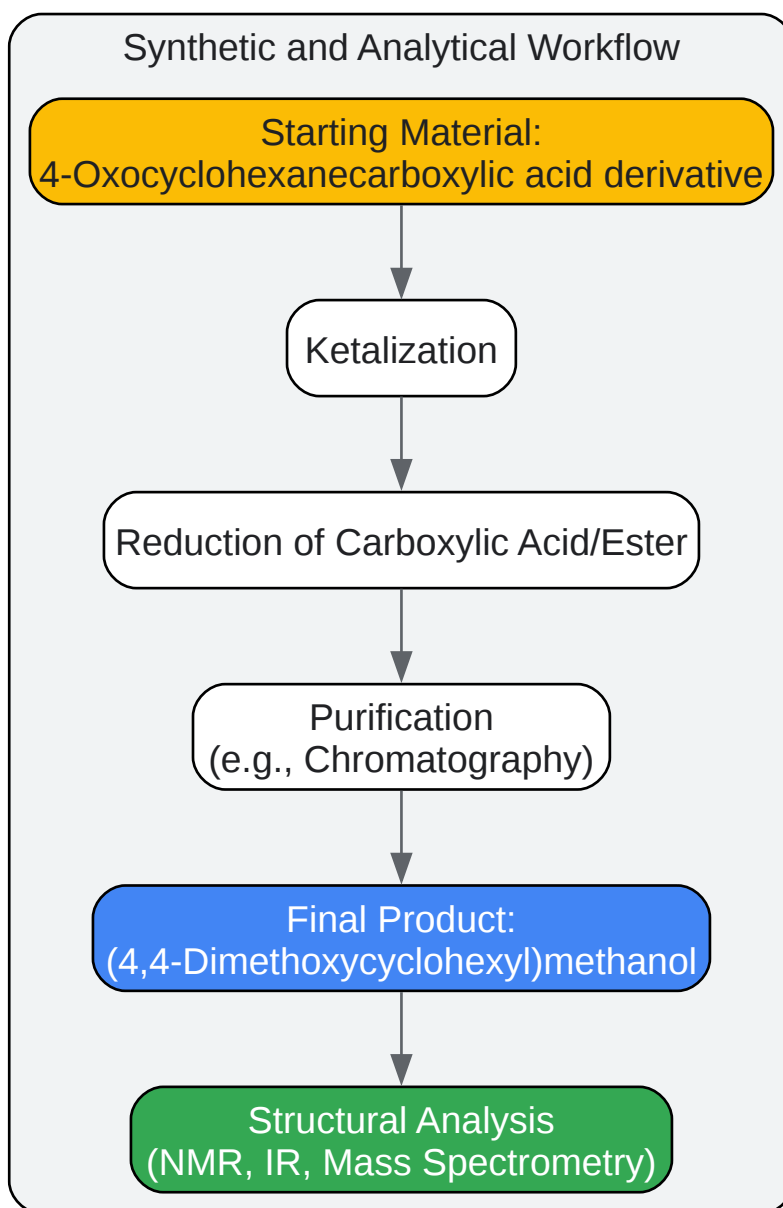 Synthetic and Analytical Workflow
Starting Material:
4-Oxocyclohexanecarboxylic acid derivative
Ketalization
Reduction of Carboxylic Acid/Ester
Purification
(e.g., Chromatography)
Final Product:
(4,4-Dimethoxycyclohexyl)methanol
Structural Analysis
(NMR, IR, Mass Spectrometry)